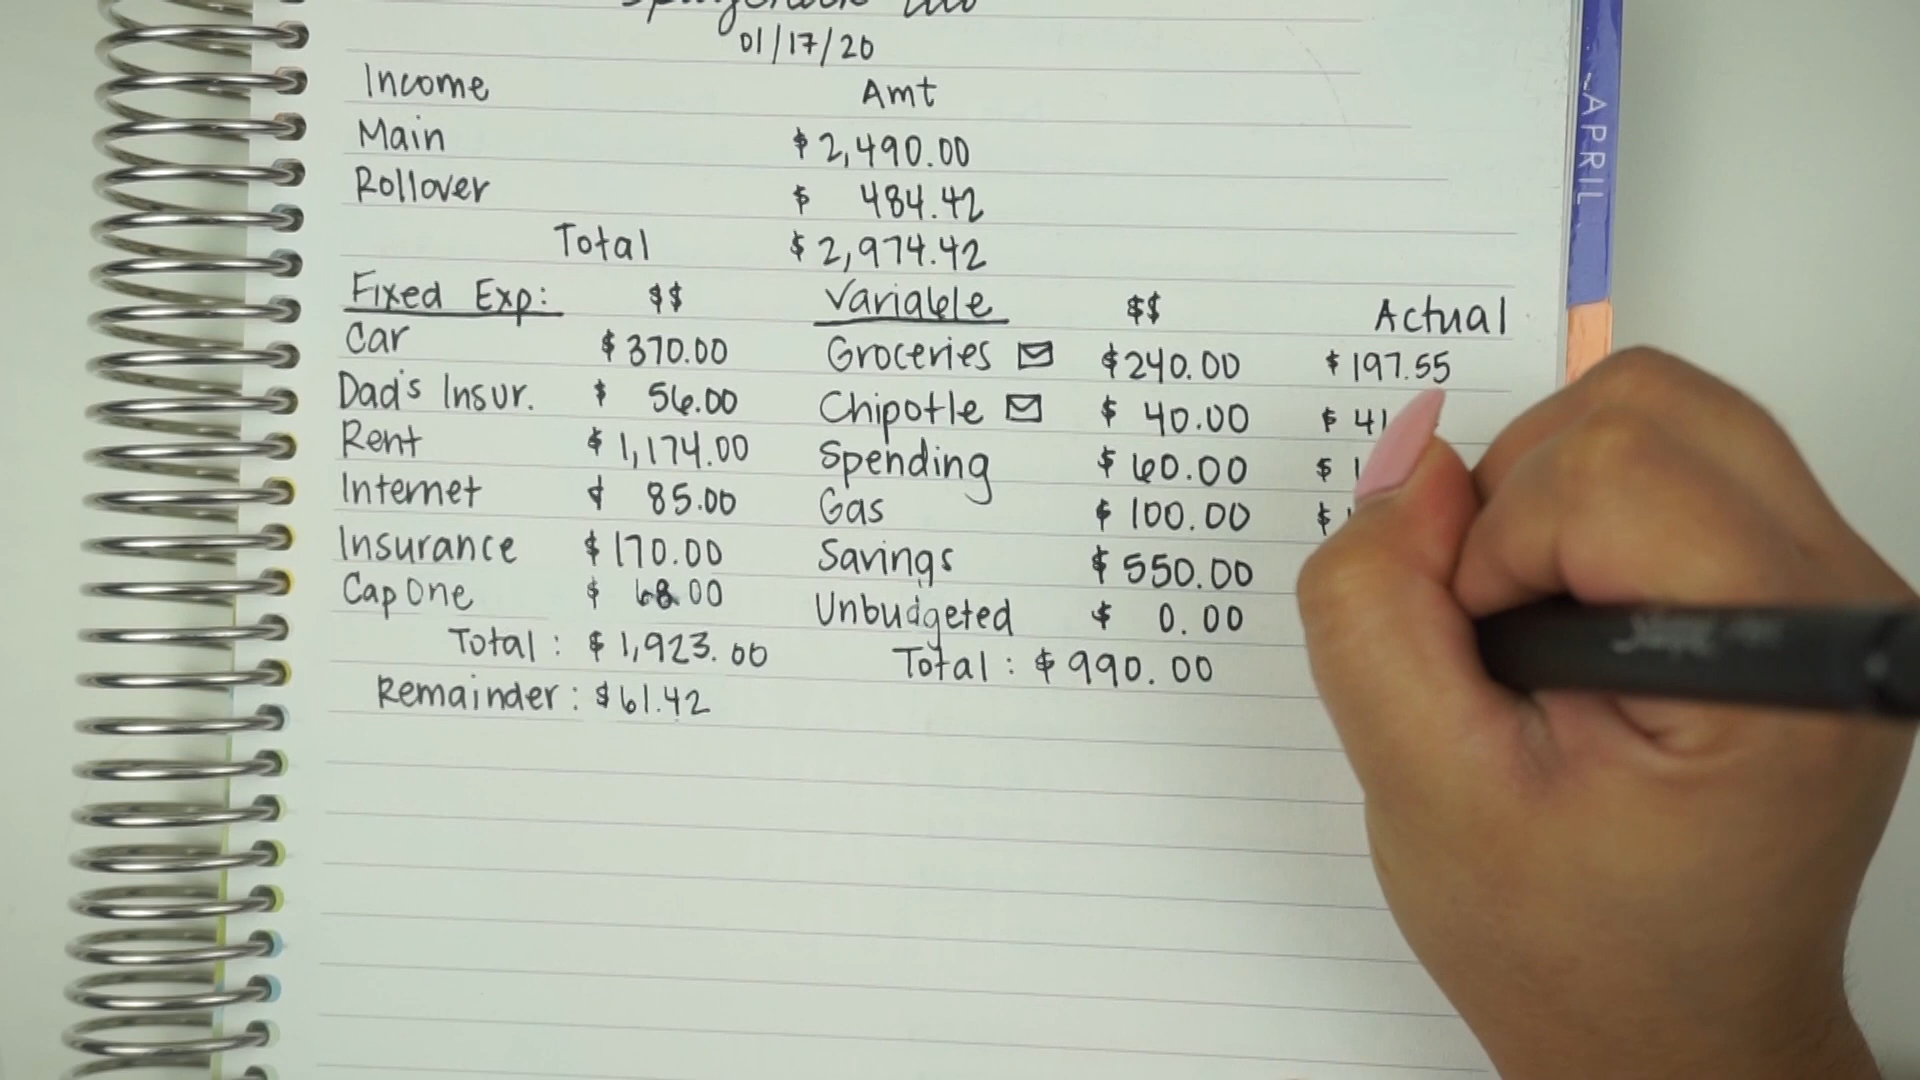 01/17/20
Income Amt
Main $2,490.00
Rollover $ 484.42
Total $2,974.42
Fixed Exp: $$ Variable $$ Actual
Car $370.00 Groceries $240.00 $197.55
Dad's Insur. $ 56.00 Chipotle $ 40.00 $ 41
Rent $1,174.00 Spending $ 60.00 $ 1
Internet $ 85.00 Gas $ 100.00 $
Insurance $170.00 Savings $550.00
Cap One $ 68.00 Unbudgeted $ 0.00
Total: $1,923.00 Total: $990.00
Remainder: $61.42
APRIL